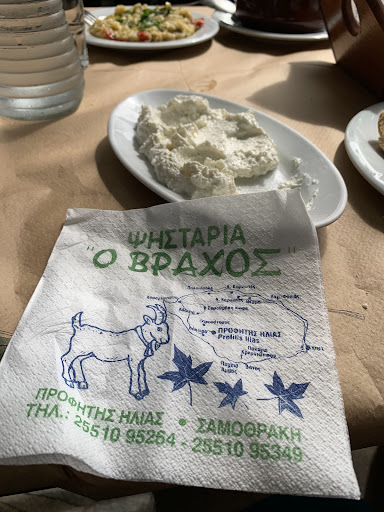 ΨΗΣΤΑΡΙΑ
"Ο ΒΡΑΧΟΣ"
ΠΡΟΦΗΤΗΣ ΗΛΙΑΣ
Profitis Ilias
ΠΡΟΦΗΤΗΣ ΗΛΙΑΣ • ΣΑΜΟΘΡΑΚΗ
ΤΗΛ.: 25510 95264 - 25510 95349